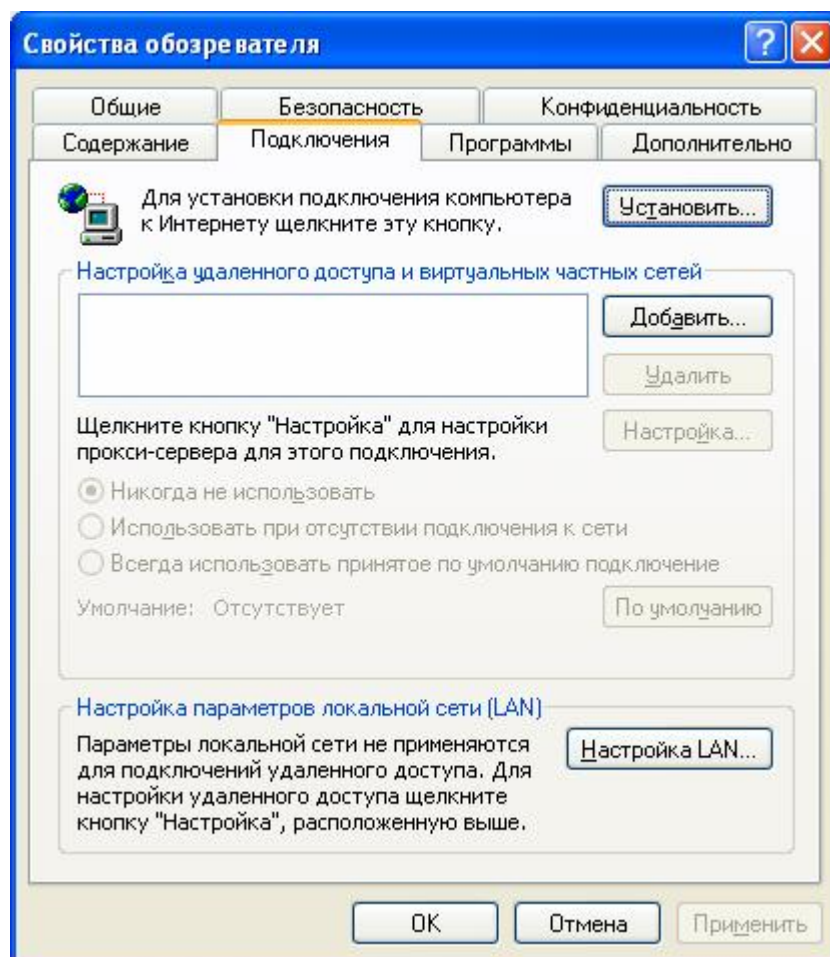 Свойства обозревателя
Общие
Безопасность
Конфиденциальность
Содержание
Подключения
Программы
Дополнительно
Для установки подключения компьютера
к Интернету щелкните эту кнопку.
Установить...
Настройка удаленного доступа и виртуальных частных сетей
Добавить...
Удалить
Щелкните кнопку "Настройка" для настройки
прокси-сервера для этого подключения.
Настройка...
Никогда не использовать
Использовать при отсутствии подключения к сети
Всегда использовать принятое по умолчанию подключение
Умолчание: Отсутствует
По умолчанию
Настройка параметров локальной сети (LAN)
Параметры локальной сети не применяются
для подключений удаленного доступа. Для
настройки удаленного доступа щелкните
кнопку "Настройка", расположенную выше.
Настройка LAN...
OK
Отмена
Применить